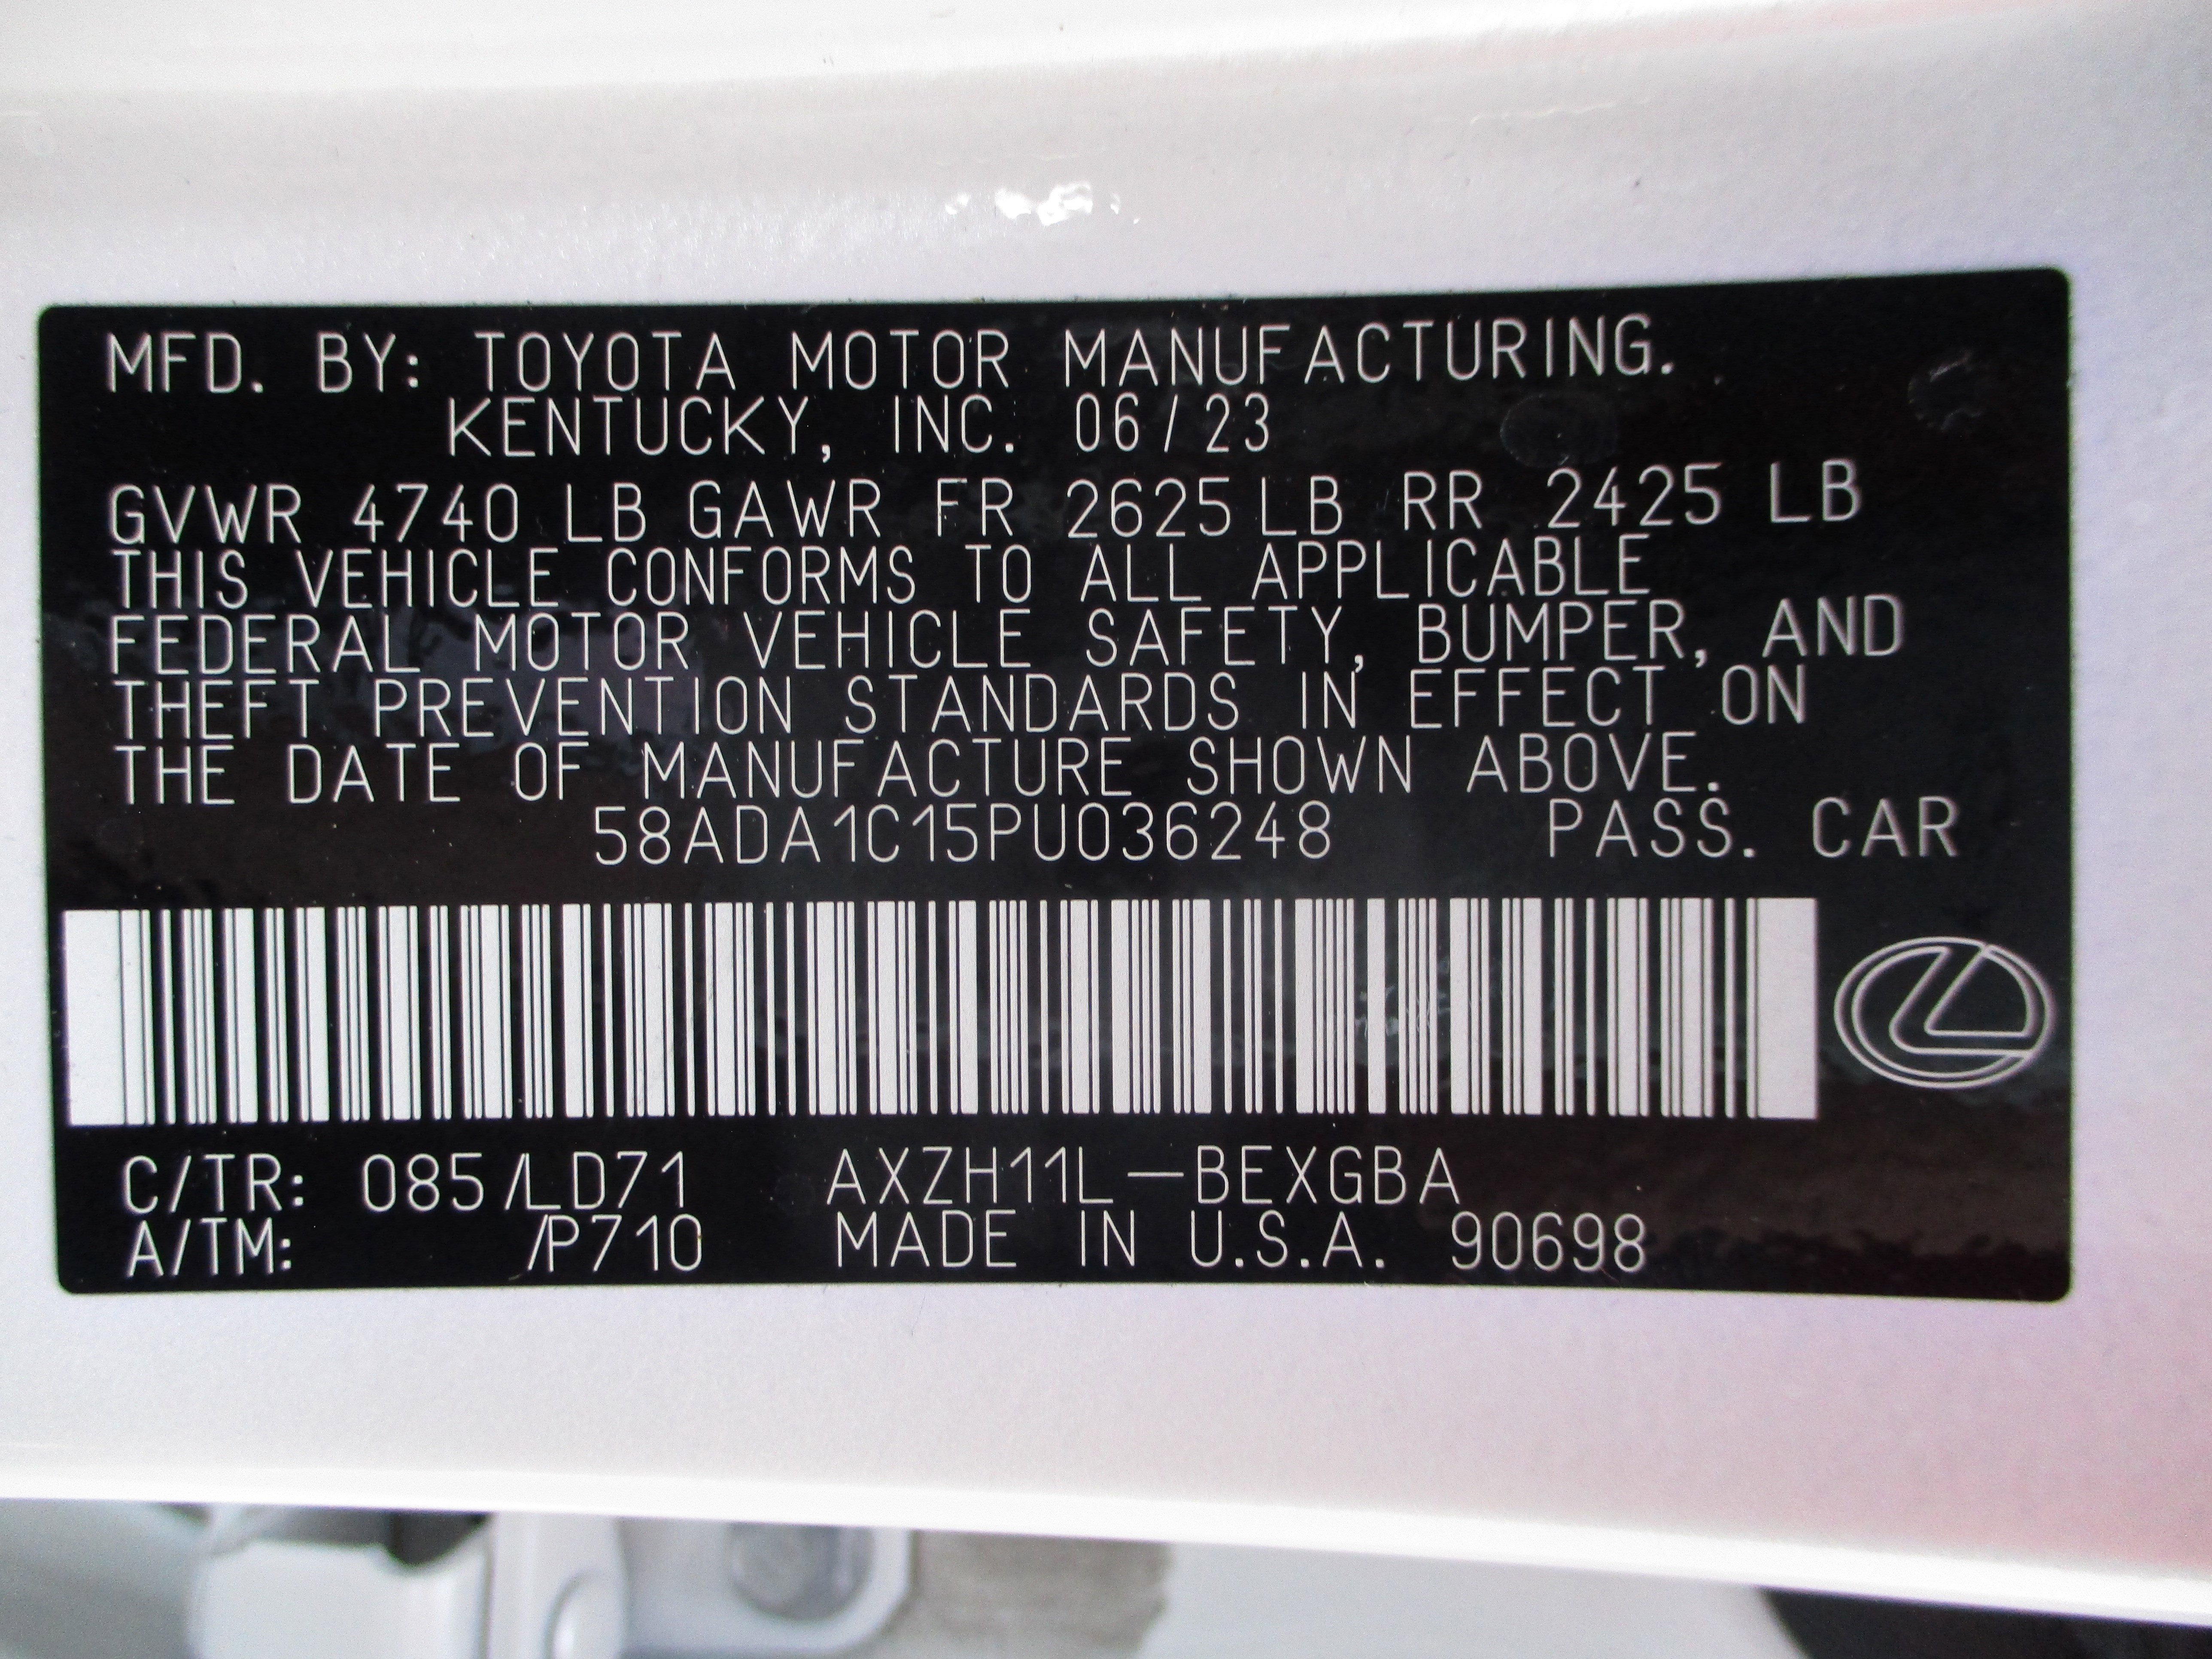 MFD. BY: TOYOTA MOTOR MANUFACTURING.
KENTUCKY, INC. 06/23
GVWR 4740 LB GAWR FR 2625 LB RR 2425 LB
THIS VEHICLE CONFORMS TO ALL APPLICABLE
FEDERAL MOTOR VEHICLE SAFETY, BUMPER, AND
THEFT PREVENTION STANDARDS IN EFFECT ON
THE DATE OF MANUFACTURE SHOWN ABOVE.
58ADA1C15PU036248 PASS. CAR
C/TR: 085/LD71 AXZH11L-BEXGBA
A/TM: /P710 MADE IN U.S.A. 90698